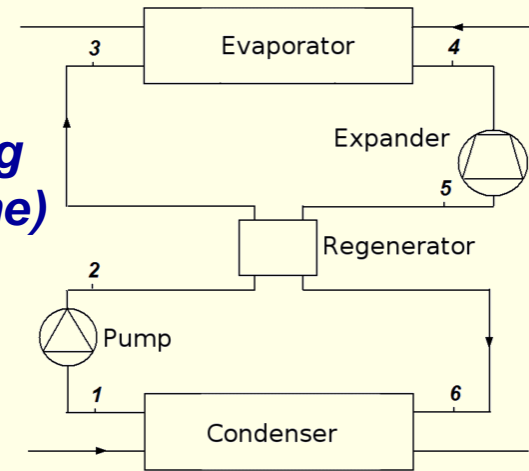 3
Evaporator
4
Expander
5
Regenerator
2
Pump
1
6
Condenser